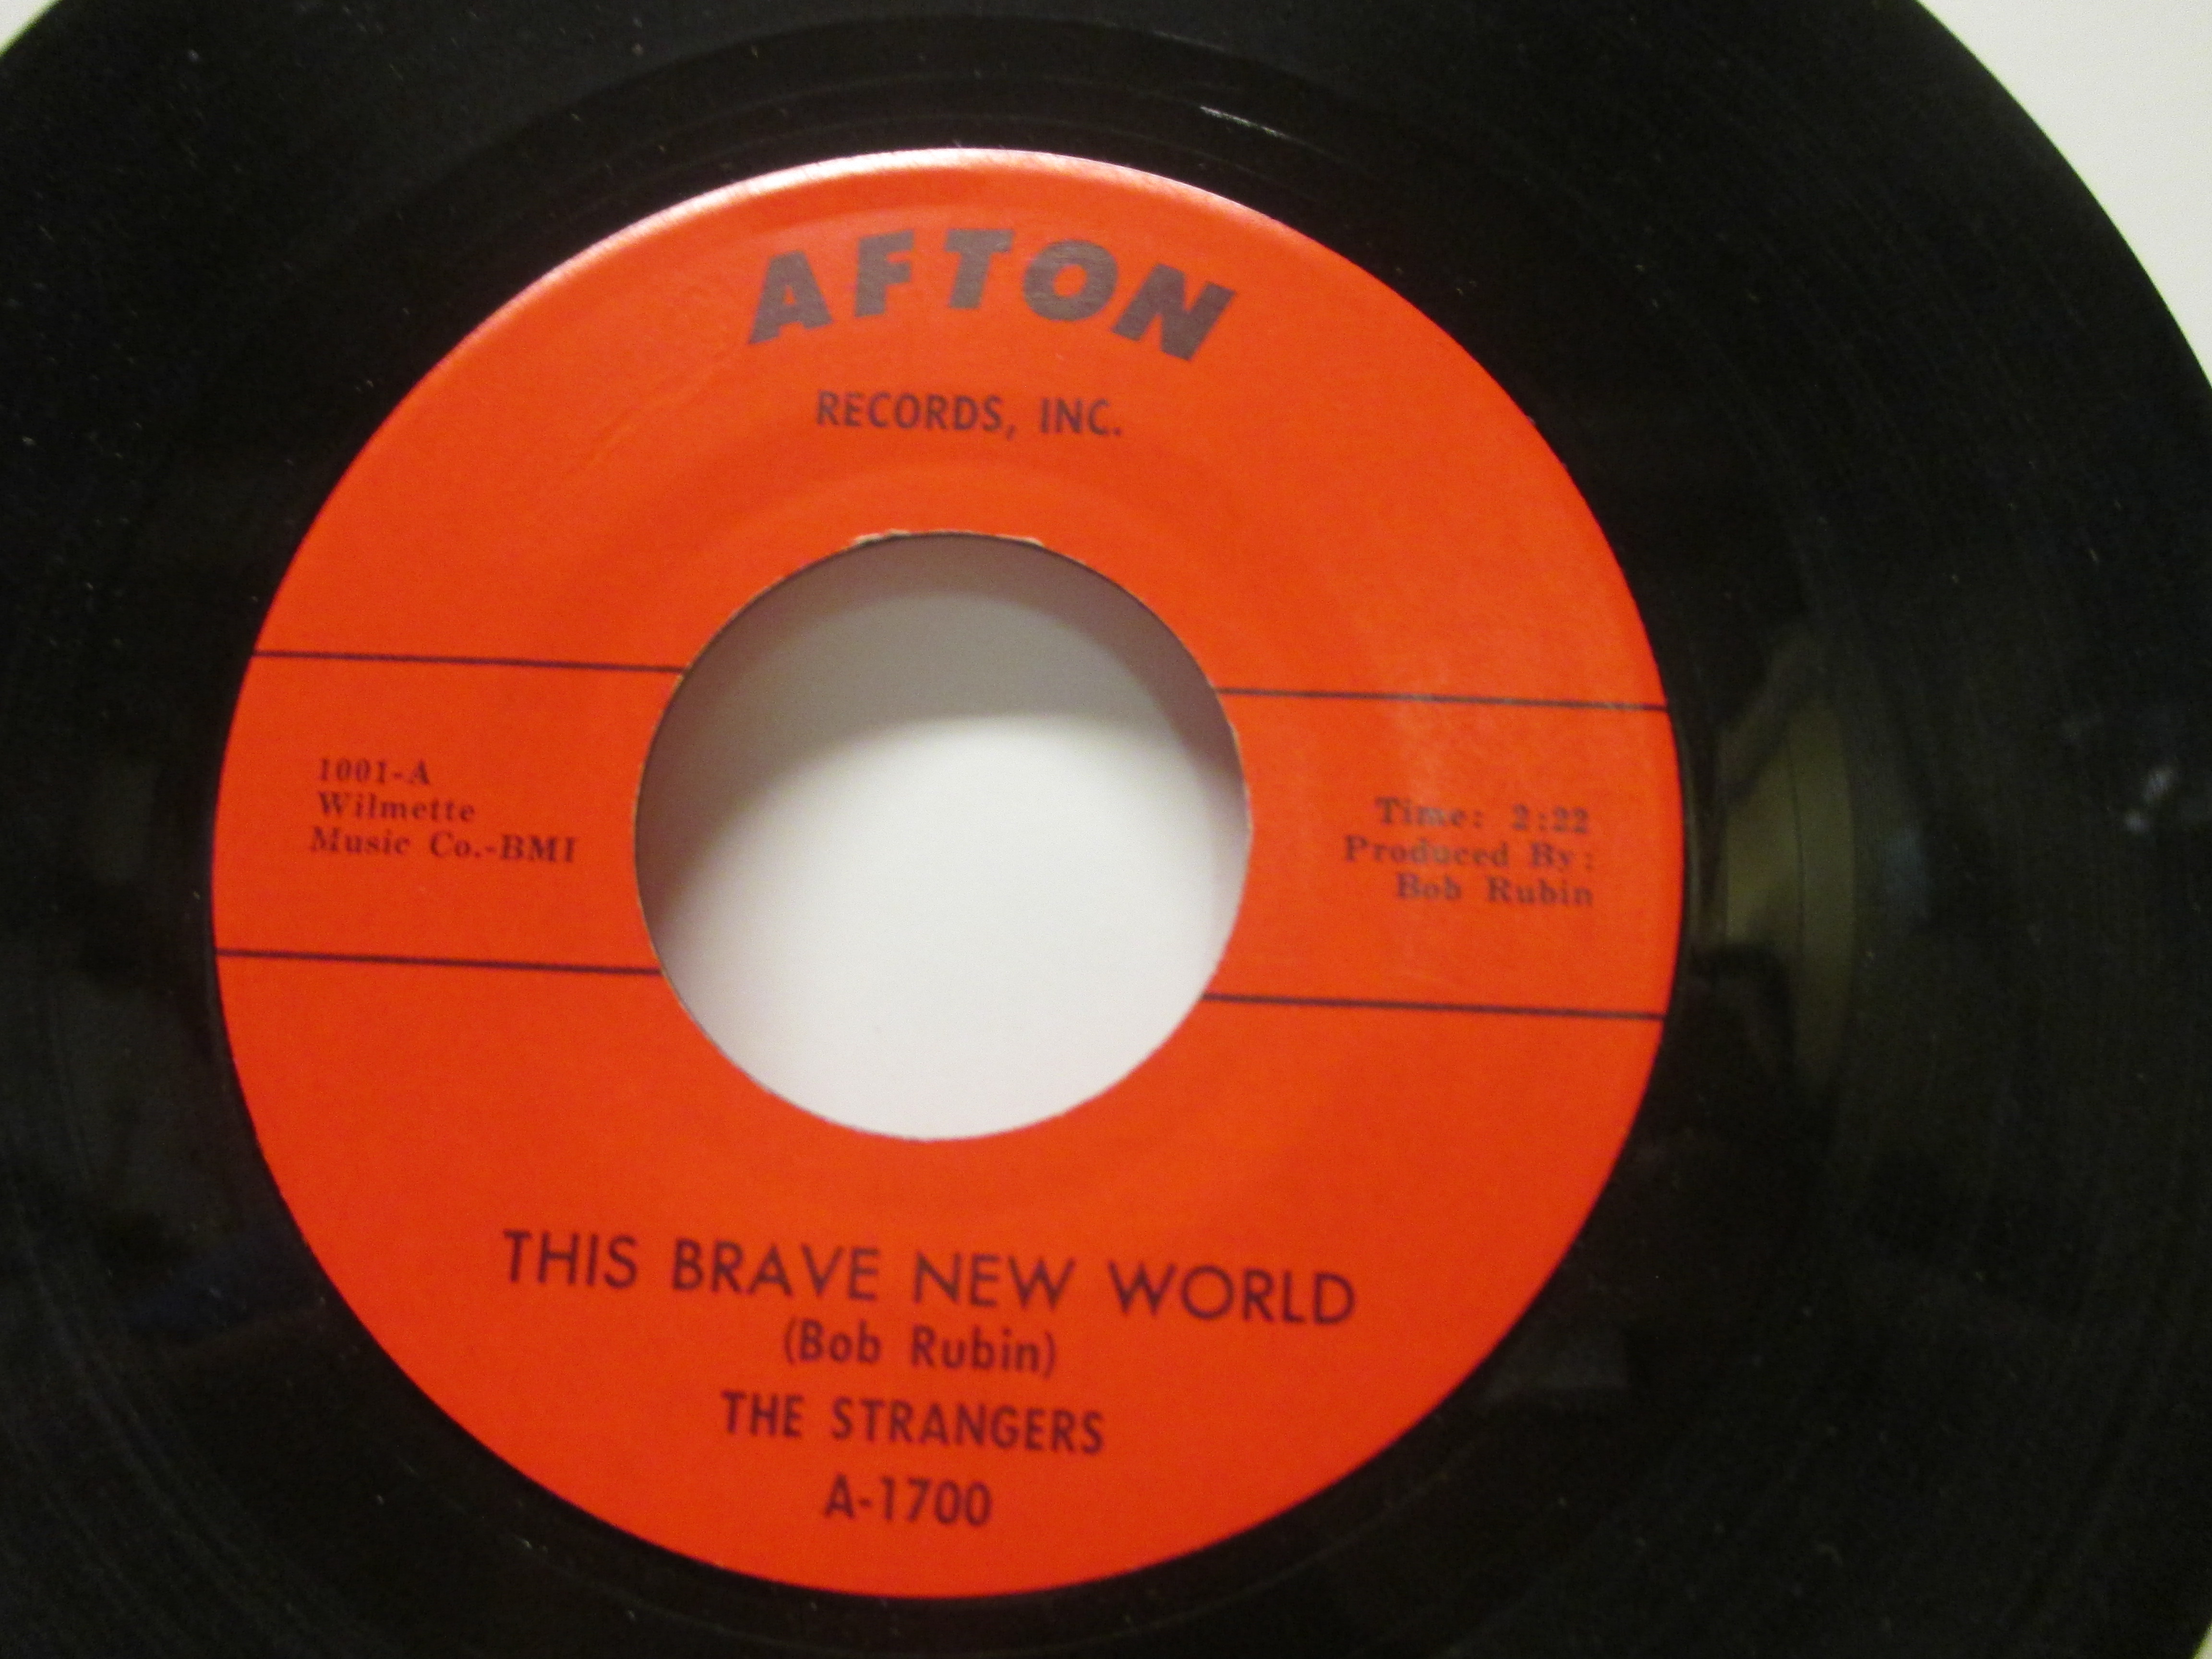 AFTON
RECORDS, INC.
1001-A
Wilmette
Music Co.-BMI
Time: 2:22
Produced By:
Bob Rubin
THIS BRAVE NEW WORLD
(Bob Rubin)
THE STRANGERS
A-1700